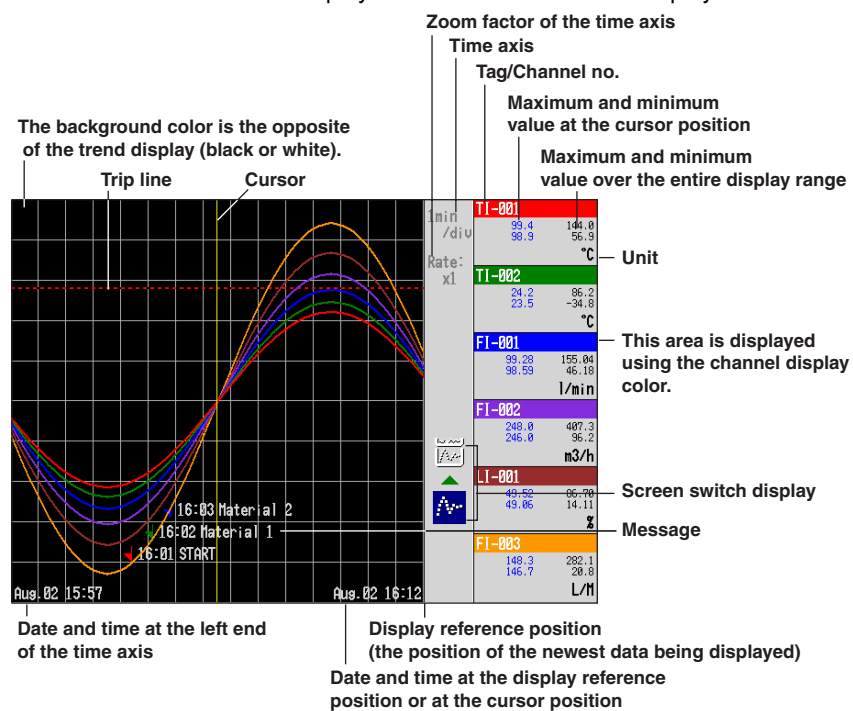 Zoom factor of the time axis
Time axis
Tag/Channel no.
Maximum and minimum
value at the cursor position
The background color is the opposite
of the trend display (black or white).
Maximum and minimum
value over the entire display range
Trip line
Cursor
1min
/div
Rate:
x1
TI-001
99.4 144.0
98.9 56.9
°C
Unit
TI-002
24.2 86.2
23.5 -34.8
°C
FI-001
99.28 155.04
98.59 46.18
l/min
This area is displayed
using the channel display
color.
FI-002
248.0 407.3
246.0 96.2
m3/h
LI-001
49.52 86.70
49.06 14.11
%
Screen switch display
Message
FI-003
148.3 282.1
146.7 20.8
L/M
16:03 Material 2
16:02 Material 1
16:01 START
Aug.02 15:57
Aug.02 16:12
Date and time at the left end
of the time axis
Display reference position
(the position of the newest data being displayed)
Date and time at the display reference
position or at the cursor position